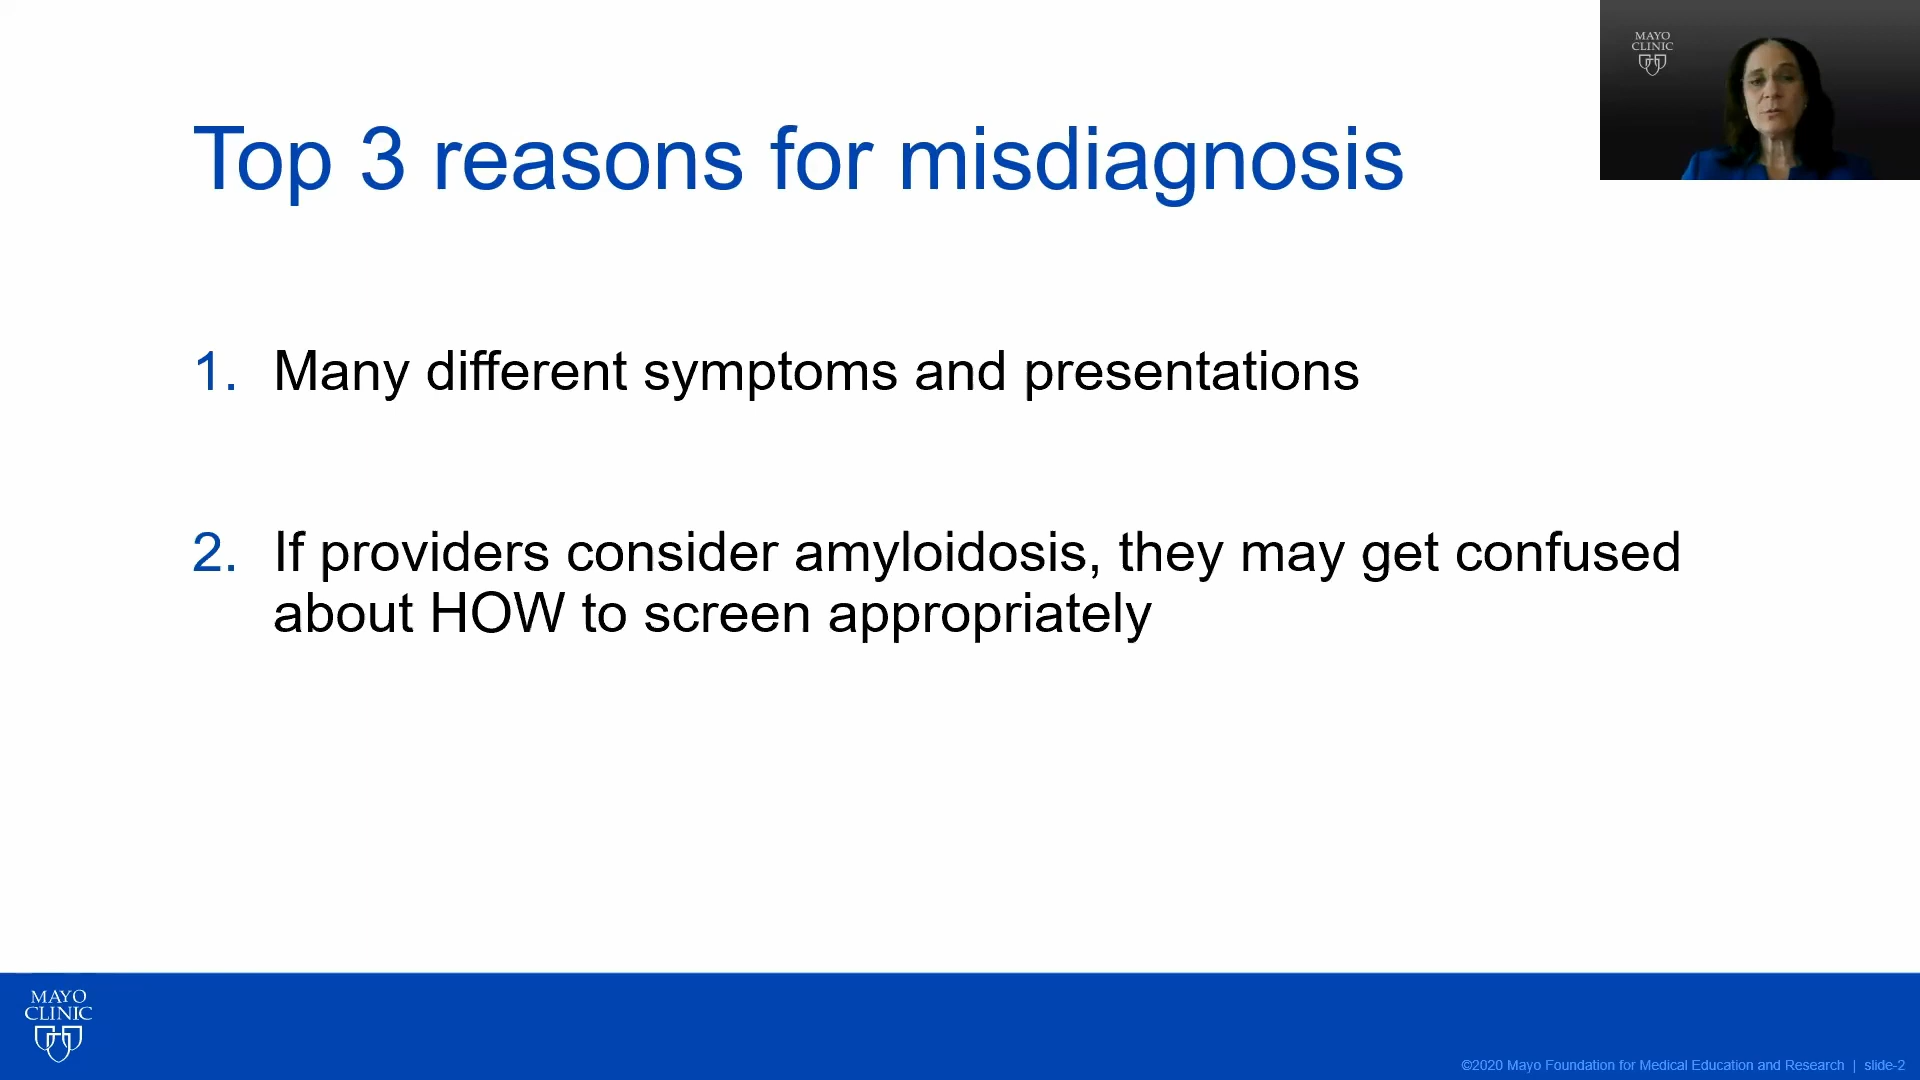 MAYO
CLINIC
Top 3 reasons for misdiagnosis
1. Many different symptoms and presentations
2. If providers consider amyloidosis, they may get confused
about HOW to screen appropriately
MAYO
CLINIC
©2020 Mayo Foundation for Medical Education and Research | slide-2